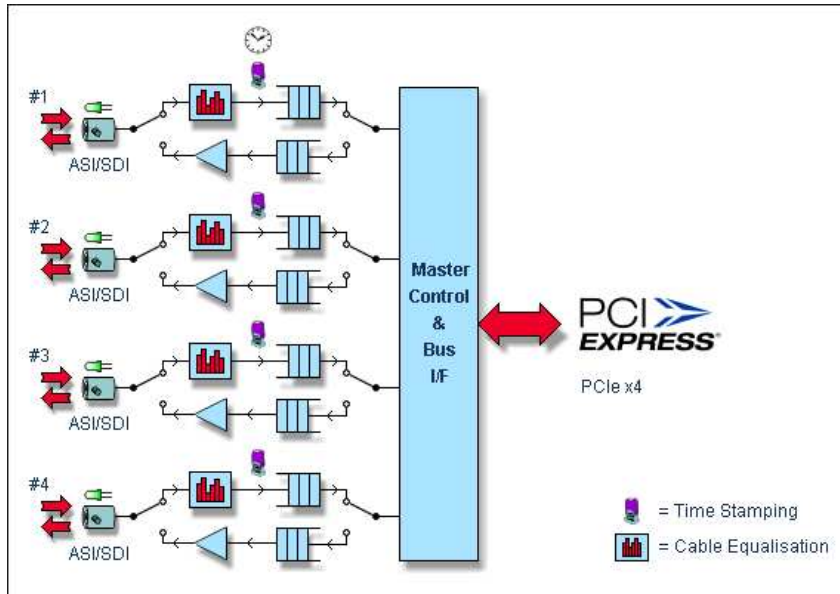 #1
ASI/SDI
#2
ASI/SDI
#3
ASI/SDI
#4
ASI/SDI
Master
Control
&
Bus
I/F
PCI
EXPRESS
PCIe x4
= Time Stamping
= Cable Equalisation